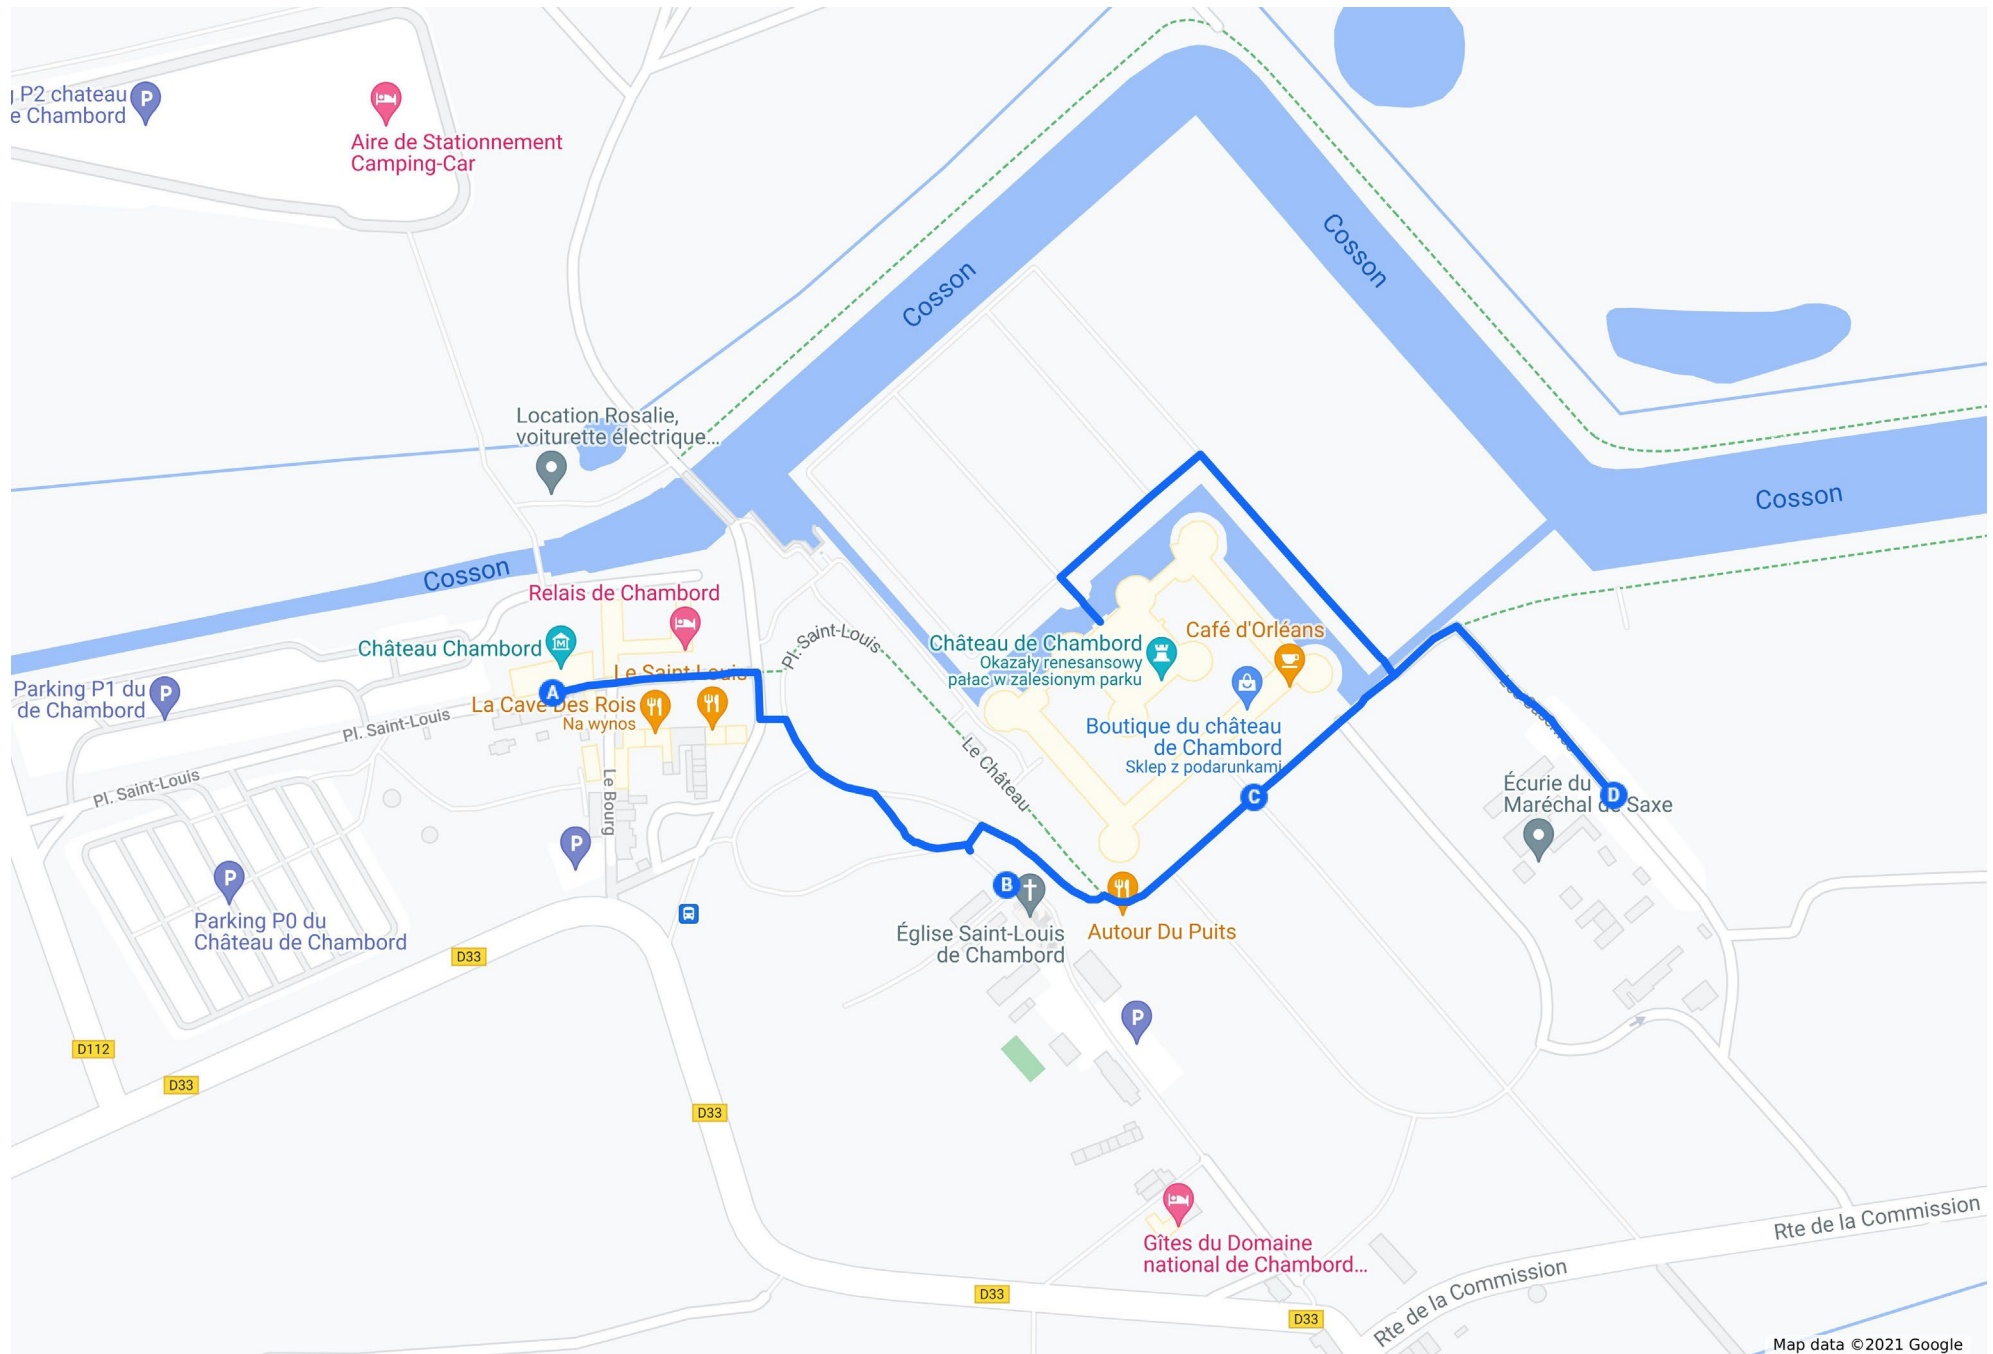 P2 chateau
e Chambord
P
Aire de Stationnement
Camping-Car
Cosson
Cosson
Location Rosalie,
voiturette électrique...
Cosson
Cosson
Relais de Chambord
Château Chambord
M
Pl. Saint-Louis
Château de Chambord
Okazały renesansowy
pałac w zalesionym parku
Café d'Orléans
Le Saint-Louis
A
La Cave Des Rois
Na wynos
Parking P1 du
de Chambord
P
Pl. Saint-Louis
Boutique du château
de Chambord
Sklep z podarunkami
Le Château
Pl. Saint-Louis
Le Bourg
C
Écurie du
Maréchal de Saxe
D
P
P
Parking P0 du
Château de Chambord
B
Église Saint-Louis
de Chambord
Autour Du Puits
D33
P
D112
D33
D33
Gîtes du Domaine
national de Chambord...
Rte de la Commission
Rte de la Commission
D33
D33
Map data ©2021 Google